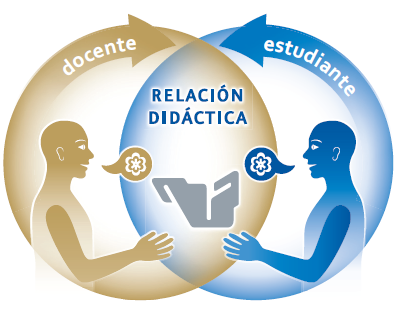 docente
estudiante
RELACIÓN
DIDÁCTICA